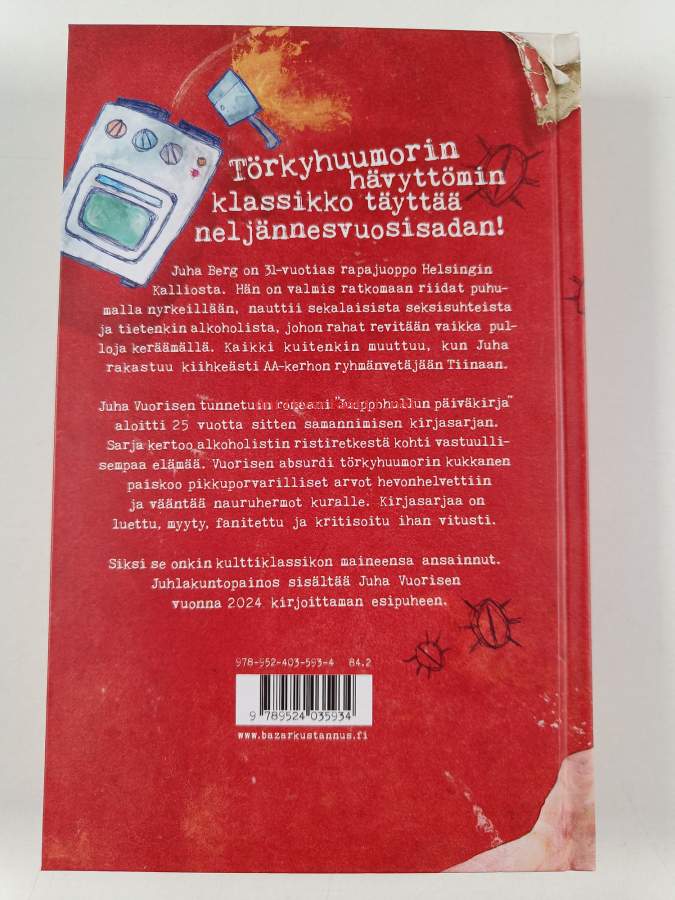 Törkyhuumorin
hävyttömin
klassikko täyttää
neljännesvuosisadan!
Juha Berg on 31-vuotias rapajuoppo Helsingin
Kalliosta. Hän on valmis ratkomaan riidat puhu-
malla nyrkeillään, nauttii sekalaisista seksisuhteista
ja tietenkin alkoholista, johon rahat revitään vaikka pul-
loja keräämällä. Kaikki kuitenkin muuttuu, kun Juha
rakastuu kiihkeästi AA-kerhon ryhmänvetäjään Tiinaan.
Juha Vuorisen tunnetuin romaani "Juoppohullun päiväkirja"
aloitti 25 vuotta sitten samannimisen kirjasarjan.
Sarja kertoo alkoholistin ristiretkestä kohti vastuulli-
sempaa elämää. Vuorisen absurdi törkyhuumorin kukkanen
paiskoo pikkuporvarilliset arvot hevonhelvettiin
ja vääntää nauruhermot kuralle. Kirjasarjaa on
luettu, myyty, fanitettu ja kritisoitu ihan vitusti.
Siksi se onkin kulttiklassikon maineensa ansainnut.
Juhlakuntopainos sisältää Juha Vuorisen
vuonna 2024 kirjoittaman esipuheen.
978-952-403-593-4 84.2
9 789524 035934
www.bazarkustannus.fi